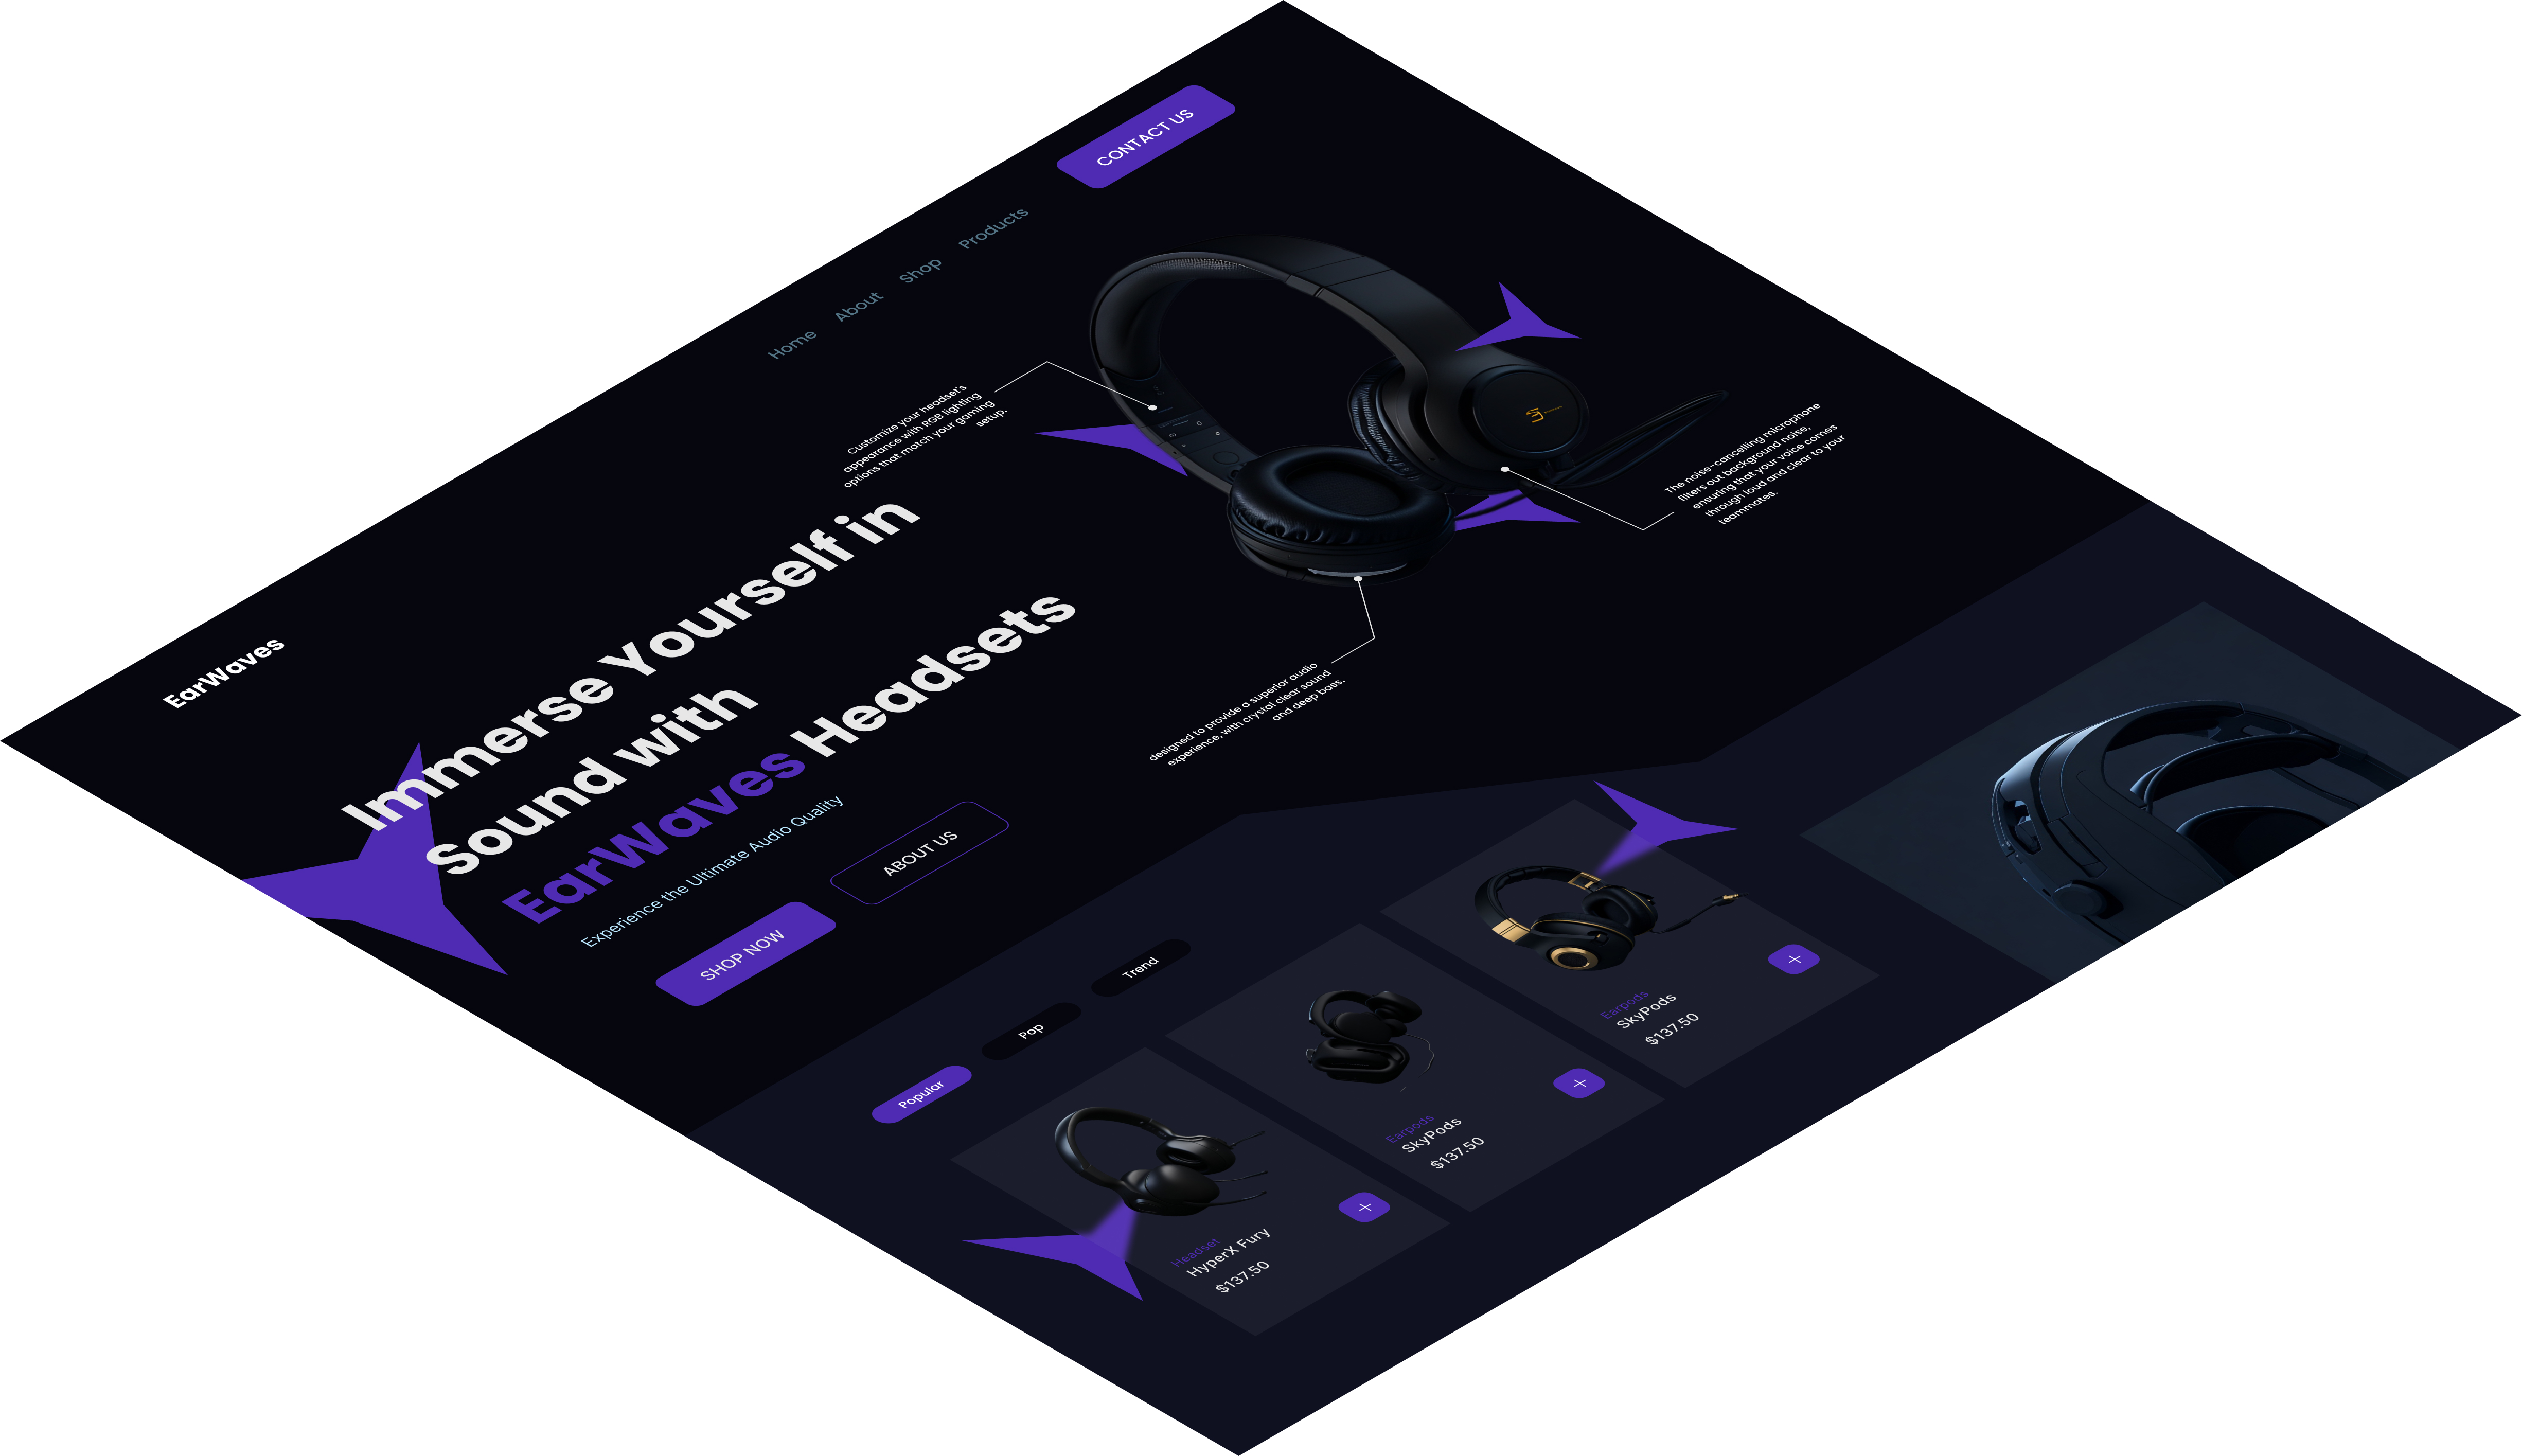 EarWaves
Home
About
Shop
Products
CONTACT US
Immerse Yourself in
Sound with
EarWaves Headsets
Experience the Ultimate Audio Quality
SHOP NOW
ABOUT US
Customize your headset's
appearance with RGB lighting
options that match your gaming
setup.
The noise-cancelling microphone
filters out background noise,
ensuring that your voice comes
through loud and clear to your
teammates.
designed to provide a superior audio
experience, with crystal clear sound
and deep bass.
Popular
Pop
Trend
Headset
HyperX Fury
$137.50
Earpods
SkyPods
$137.50
Earpods
SkyPods
$137.50